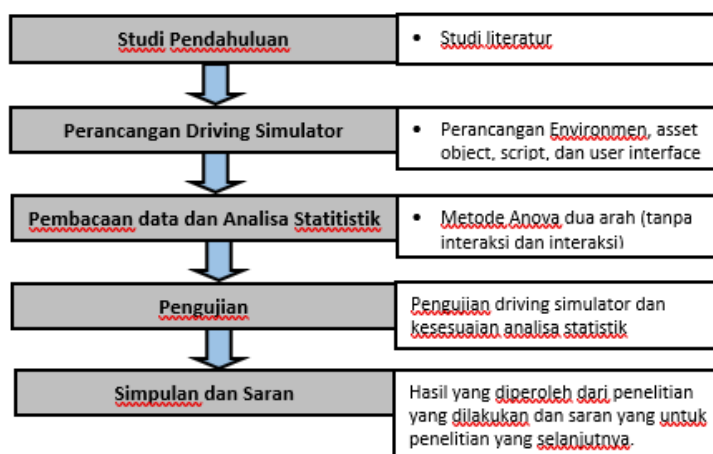 Studi Pendahuluan
• Studi literatur
Perancangan Driving Simulator
• Perancangan Environmen, asset
object, script, dan user interface
Pembacaan data dan Analisa Statitistik
• Metode Anova dua arah (tanpa
interaksi dan interaksi)
Pengujian
Pengujian driving simulator dan
kesesuaian analisa statistik
Simpulan dan Saran
Hasil yang diperoleh dari penelitian
yang dilakukan dan saran yang untuk
penelitian yang selanjutnya.